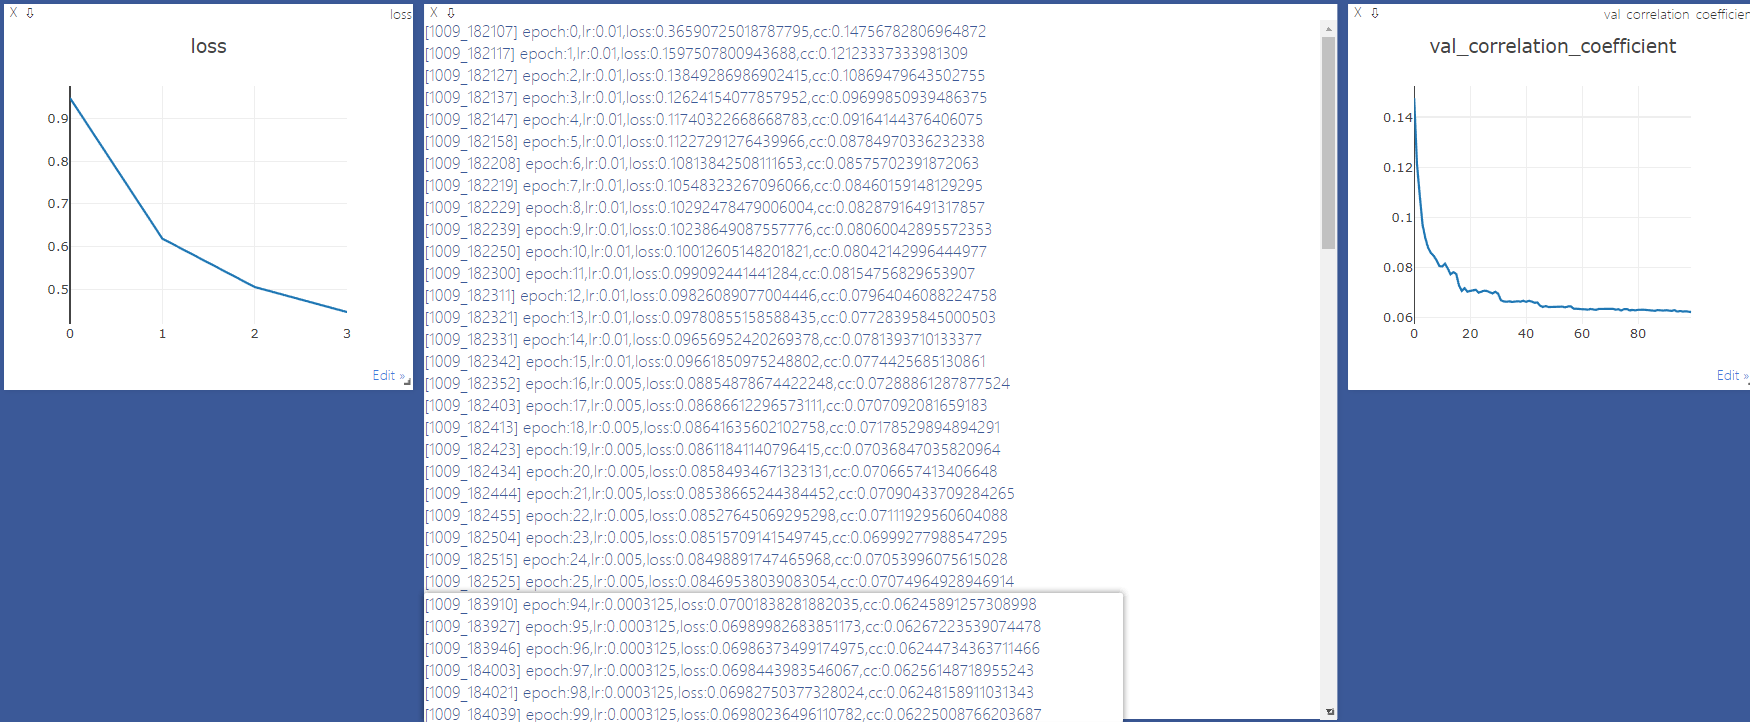 X ⇩ loss
loss
0.9
0.8
0.7
0.6
0.5
0 1 2 3
Edit »
X ⇩
[1009_182107] epoch:0,lr:0.01,loss:0.36590725018787795,cc:0.14756782806964872
[1009_182117] epoch:1,lr:0.01,loss:0.1597507800943688,cc:0.12123337333981309
[1009_182127] epoch:2,lr:0.01,loss:0.13849286986902415,cc:0.10869479643502755
[1009_182137] epoch:3,lr:0.01,loss:0.12624154077857952,cc:0.09699850939486375
[1009_182147] epoch:4,lr:0.01,loss:0.11740322668668783,cc:0.09164144376406075
[1009_182158] epoch:5,lr:0.01,loss:0.11227291276439966,cc:0.08784970336232338
[1009_182208] epoch:6,lr:0.01,loss:0.10813842508111653,cc:0.08575702391872063
[1009_182219] epoch:7,lr:0.01,loss:0.10548323267096066,cc:0.08460159148129295
[1009_182229] epoch:8,lr:0.01,loss:0.10292478479006004,cc:0.08287916491317857
[1009_182239] epoch:9,lr:0.01,loss:0.10238649087557776,cc:0.08060042895572353
[1009_182250] epoch:10,lr:0.01,loss:0.10012605148201821,cc:0.08042142996444977
[1009_182300] epoch:11,lr:0.01,loss:0.099092441441284,cc:0.08154756829653907
[1009_182311] epoch:12,lr:0.01,loss:0.09826089077004446,cc:0.07964046088224758
[1009_182321] epoch:13,lr:0.01,loss:0.09780855158588435,cc:0.07728395845000503
[1009_182331] epoch:14,lr:0.01,loss:0.09656952420269378,cc:0.0781393710133377
[1009_182342] epoch:15,lr:0.01,loss:0.09661850975248802,cc:0.0774425685130861
[1009_182352] epoch:16,lr:0.005,loss:0.08854878674422248,cc:0.07288861287877524
[1009_182403] epoch:17,lr:0.005,loss:0.08686612296573111,cc:0.0707092081659183
[1009_182413] epoch:18,lr:0.005,loss:0.08641635602102758,cc:0.07178529894894291
[1009_182423] epoch:19,lr:0.005,loss:0.08611841140796415,cc:0.07036847035820964
[1009_182434] epoch:20,lr:0.005,loss:0.08584934671323131,cc:0.0706657413406648
[1009_182444] epoch:21,lr:0.005,loss:0.08538665244384452,cc:0.07090433709284265
[1009_182455] epoch:22,lr:0.005,loss:0.08527645069295298,cc:0.07111929560604088
[1009_182504] epoch:23,lr:0.005,loss:0.08515709141549745,cc:0.06999277988547295
[1009_182515] epoch:24,lr:0.005,loss:0.08498891747465968,cc:0.07053996075615028
[1009_182525] epoch:25,lr:0.005,loss:0.08469538039083054,cc:0.07074964928946914
[1009_183910] epoch:94,lr:0.0003125,loss:0.07001838281882035,cc:0.06245891257308998
[1009_183927] epoch:95,lr:0.0003125,loss:0.06989982683851173,cc:0.06267223539074478
[1009_183946] epoch:96,lr:0.0003125,loss:0.06986373499174975,cc:0.06244734363711466
[1009_184003] epoch:97,lr:0.0003125,loss:0.0698443983546067,cc:0.06256148718955243
[1009_184021] epoch:98,lr:0.0003125,loss:0.06982750377328024,cc:0.06248158911031343
[1009_184039] epoch:99,lr:0.0003125,loss:0.06980236496110782,cc:0.06225008766203687
X ⇩ val_correlation_coefficien
val_correlation_coefficient
0.14
0.12
0.1
0.08
0.06
0 20 40 60 80
Edit »